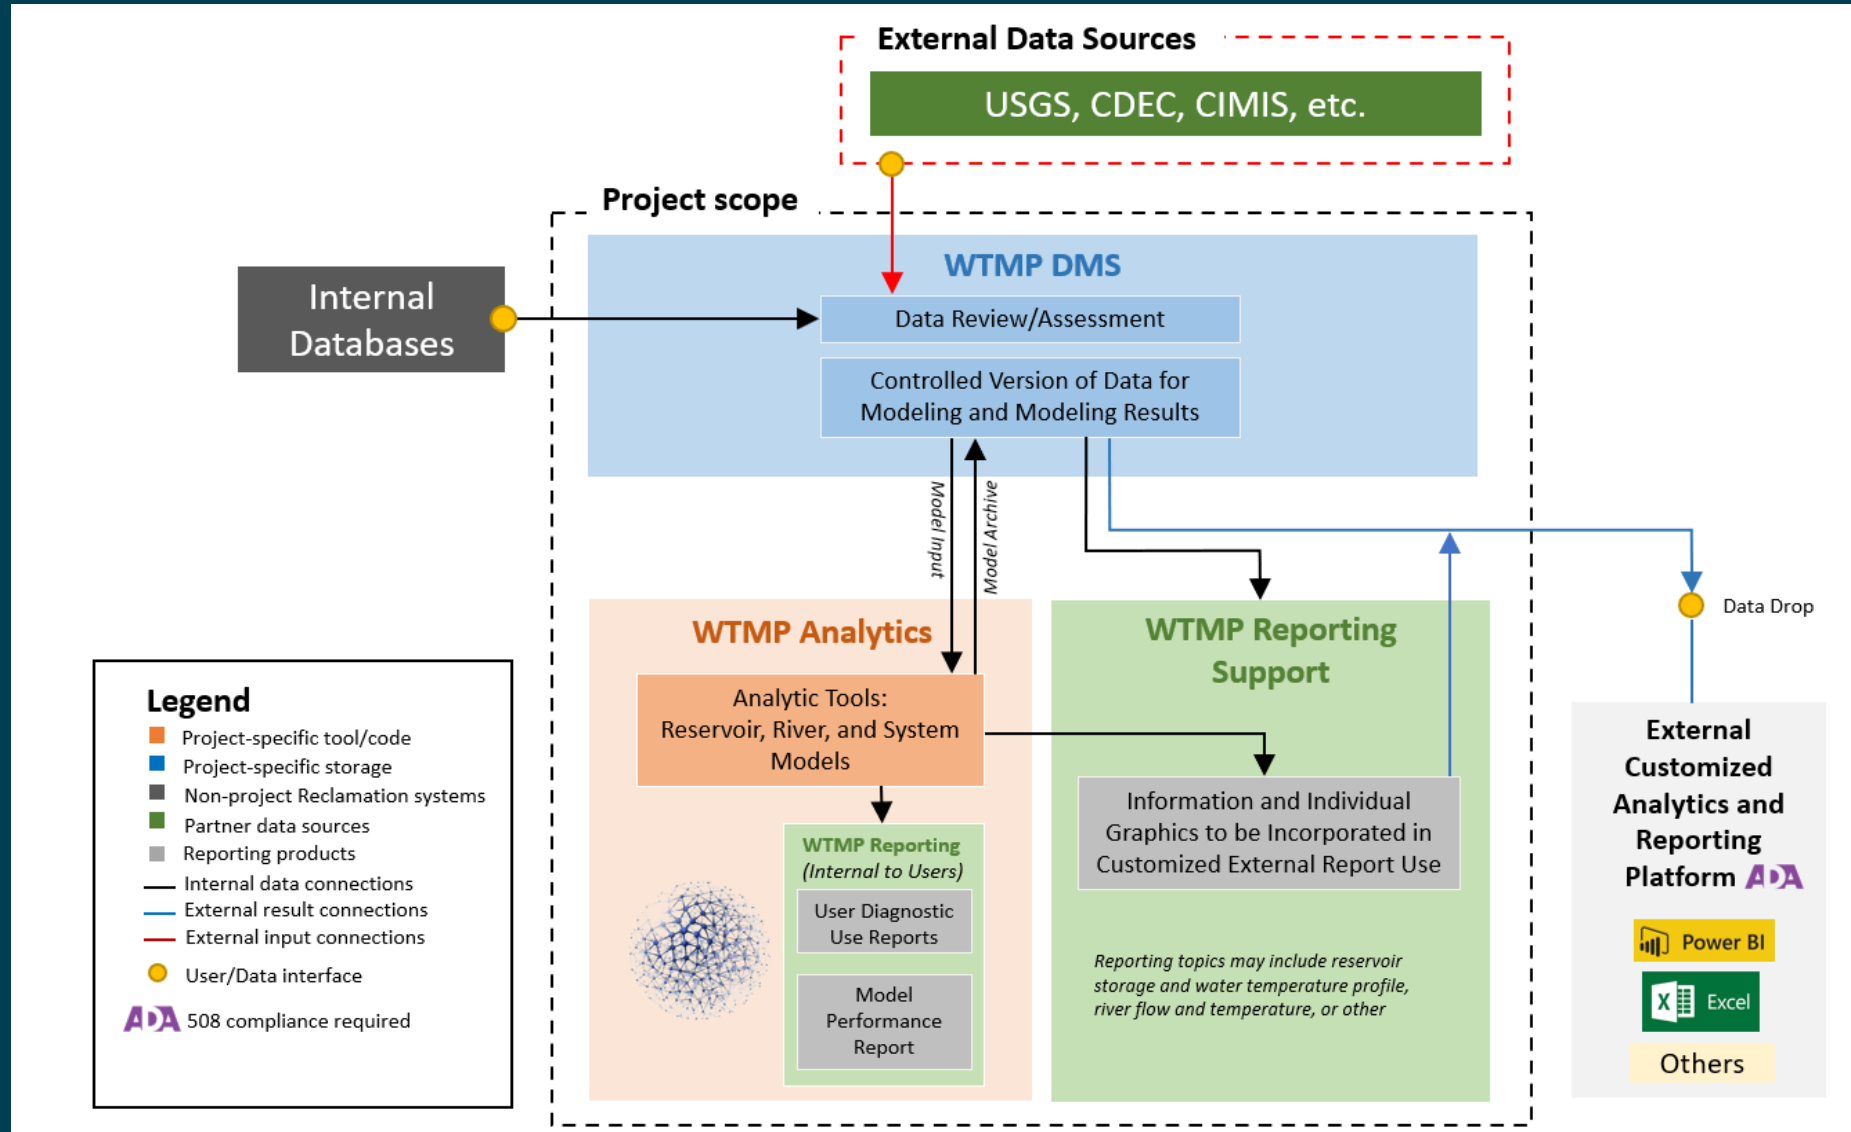 External Data Sources
USGS, CDEC, CIMIS, etc.
Project scope
WTMP DMS
Internal
Databases
Data Review/Assessment
Controlled Version of Data for
Modeling and Modeling Results
Model Input
Model Archive
Data Drop
WTMP Analytics
Analytic Tools:
Reservoir, River, and System
Models
WTMP Reporting
(Internal to Users)
User Diagnostic
Use Reports
Model
Performance
Report
WTMP Reporting
Support
Information and Individual
Graphics to be Incorporated in
Customized External Report Use
Reporting topics may include reservoir
storage and water temperature profile,
river flow and temperature, or other
External
Customized
Analytics and
Reporting
Platform ADA
Power BI
X Excel
Others
Legend
Project-specific tool/code
Project-specific storage
Non-project Reclamation systems
Partner data sources
Reporting products
Internal data connections
External result connections
External input connections
User/Data interface
ADA 508 compliance required